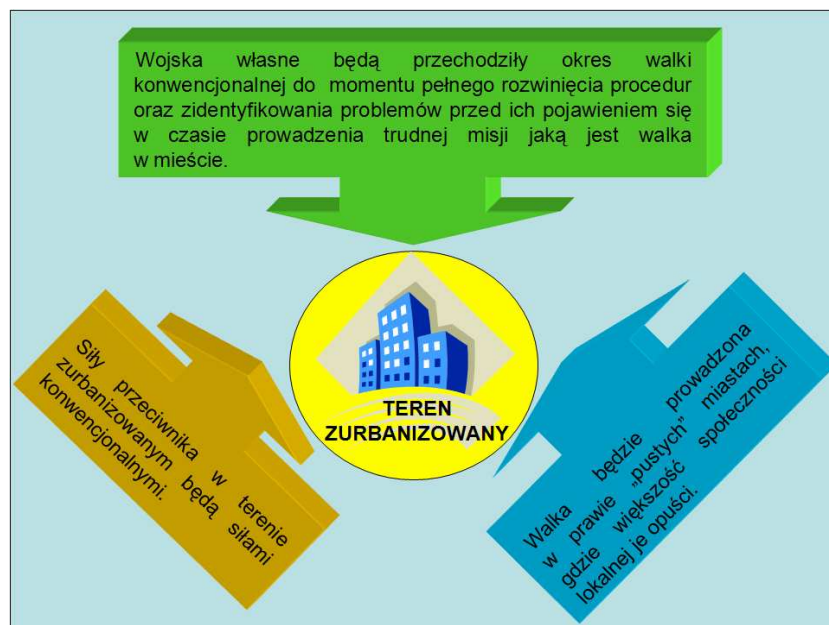 Wojska własne będą przechodziły okres walki
konwencjonalnej do momentu pełnego rozwinięcia procedur
oraz zidentyfikowania problemów przed ich pojawieniem się
w czasie prowadzenia trudnej misji jaką jest walka
w mieście.
Siły przeciwnika w terenie
zurbanizowanym będą siłami
konwencjonalnymi.
TEREN
ZURBANIZOWANY
Walka będzie prowadzona
w prawie „pustych” miastach,
gdzie większość społeczności
lokalnej je opuści.